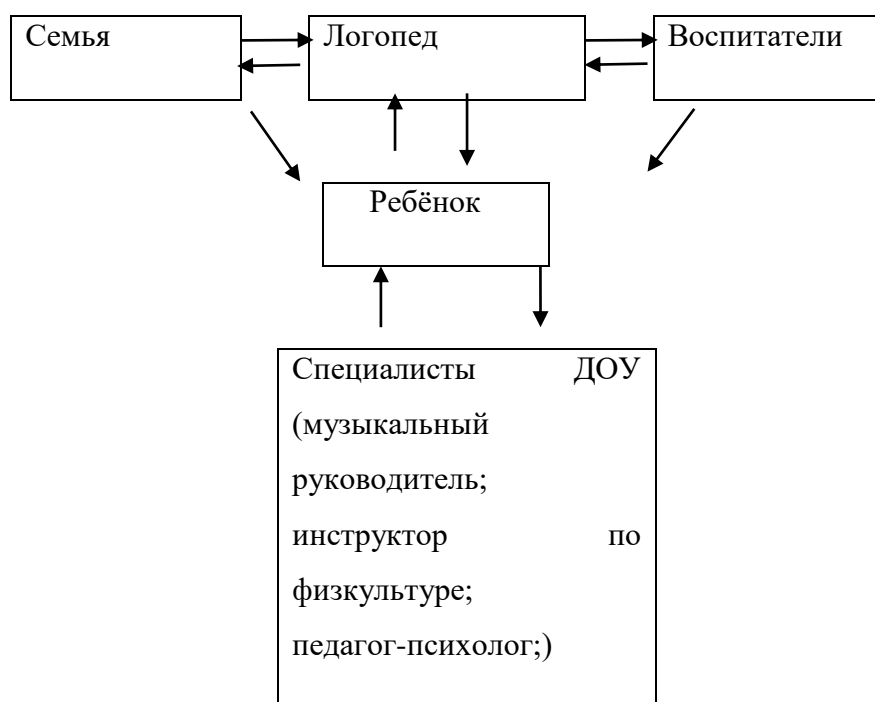 Семья
Логопед
Воспитатели
Ребёнок
Специалисты ДОУ
(музыкальный
руководитель;
инструктор по
физкультуре;
педагог-психолог;)